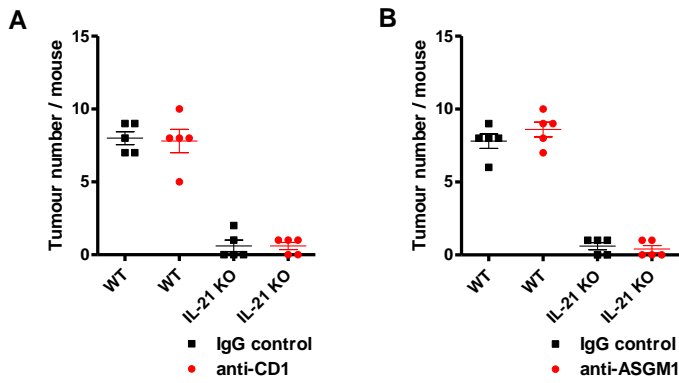 A
Tumour number / mouse
15
10
5
0
WT
WT
IL-21 KO
IL-21 KO
IgG control
anti-CD1
B
Tumour number / mouse
15
10
5
0
WT
WT
IL-21 KO
IL-21 KO
IgG control
anti-ASGM1